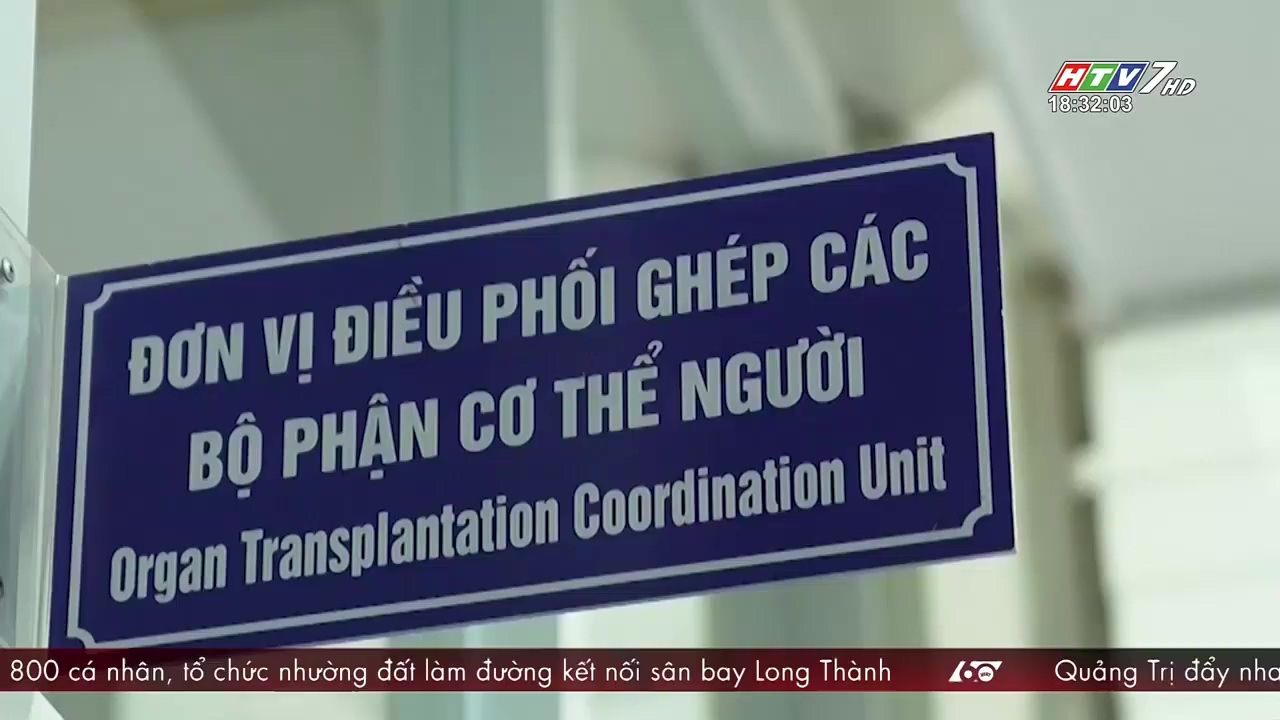 HTV7 HD
18:32:03
ĐƠN VỊ ĐIỀU PHỐI GHÉP CÁC
BỘ PHẬN CƠ THỂ NGƯỜI
Organ Transplantation Coordination Unit
800 cá nhân, tổ chức nhường đất làm đường kết nối sân bay Long Thành
Quảng Trị đẩy